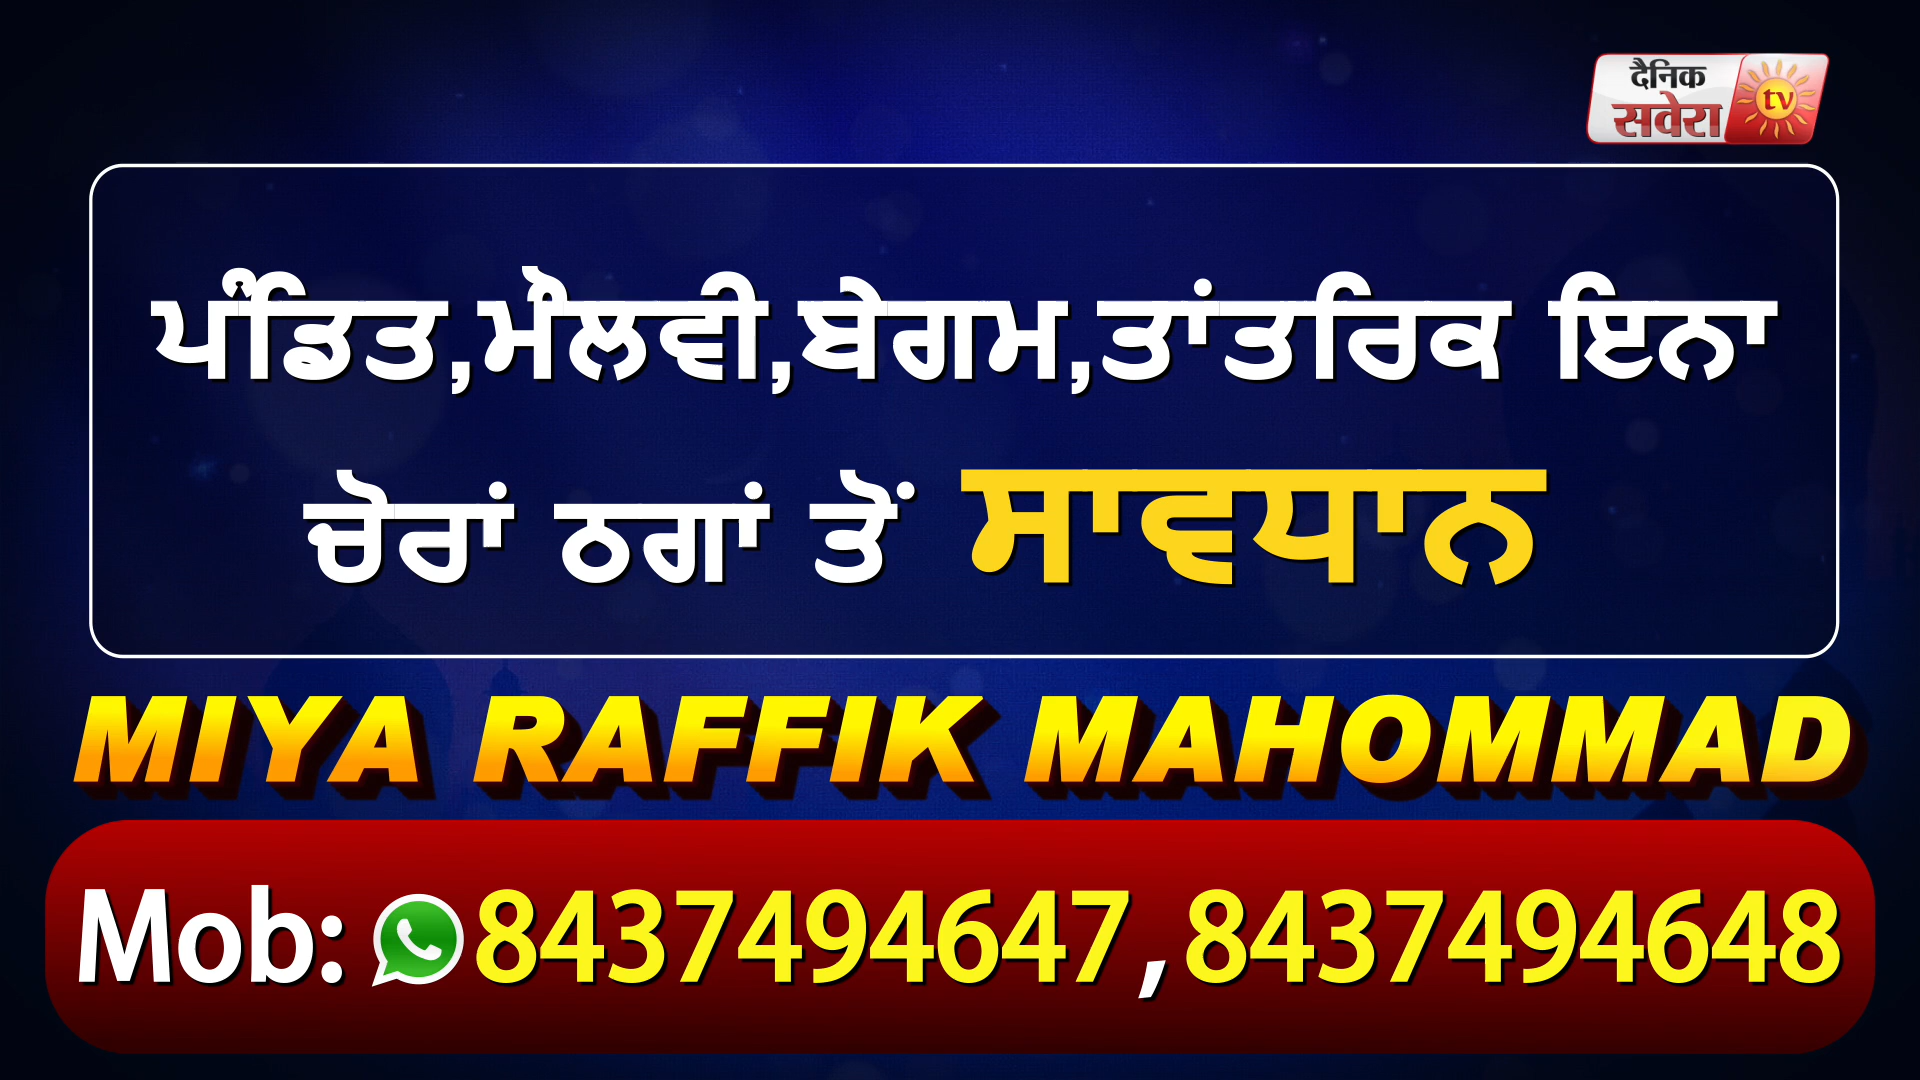 दैनिक
सवेरा tv
ਪੰਡਿਤ,ਮੌਲਵੀ,ਬੇਗਮ,ਤਾਂਤਰਿਕ ਇਨਾ
ਚੋਰਾਂ ਠਗਾਂ ਤੋਂ ਸਾਵਧਾਨ
MIYA RAFFIK MAHOMMAD
Mob: 8437494647,8437494648